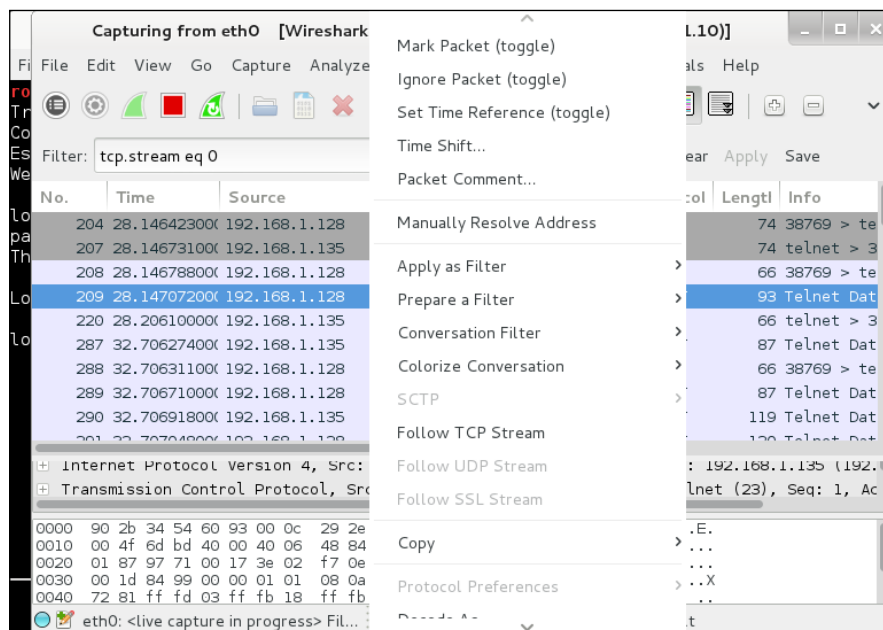 Capturing from eth0 [Wireshark 1.10)]
Fi File Edit View Go Capture Analyze als Help
ro
Tr
Co
Es
We
Filter: tcp.stream eq 0 ear Apply Save
No. Time Source col Lengtl Info
lo
pa
Th
Lo
lo
204 28.14642300( 192.168.1.128 74 38769 > te
207 28.14673100( 192.168.1.135 74 telnet > 3
208 28.14678800( 192.168.1.128 66 38769 > te
209 28.14707200( 192.168.1.128 93 Telnet Dat
220 28.20610000( 192.168.1.135 66 telnet > 3
287 32.70627400( 192.168.1.135 87 Telnet Dat
288 32.70631100( 192.168.1.128 66 38769 > te
289 32.70671000( 192.168.1.128 87 Telnet Dat
290 32.70691800( 192.168.1.135 119 Telnet Dat
Internet Protocol Version 4, Src: : 192.168.1.135 (192.
Transmission Control Protocol, Src lnet (23), Seq: 1, Ac
0000 90 2b 34 54 60 93 00 0c 29 2e .E.
0010 00 4f 6d bd 40 00 40 06 48 84 ...
0020 01 87 97 71 00 17 3e 02 f7 0e ...
0030 00 1d 84 99 00 00 01 01 08 0a ...X
0040 72 81 ff fd 03 ff fb 18 ff fb ..
eth0: <live capture in progress> Fil... t
Mark Packet (toggle)
Ignore Packet (toggle)
Set Time Reference (toggle)
Time Shift...
Packet Comment...
Manually Resolve Address
Apply as Filter
Prepare a Filter
Conversation Filter
Colorize Conversation
SCTP
Follow TCP Stream
Follow UDP Stream
Follow SSL Stream
Copy
Protocol Preferences